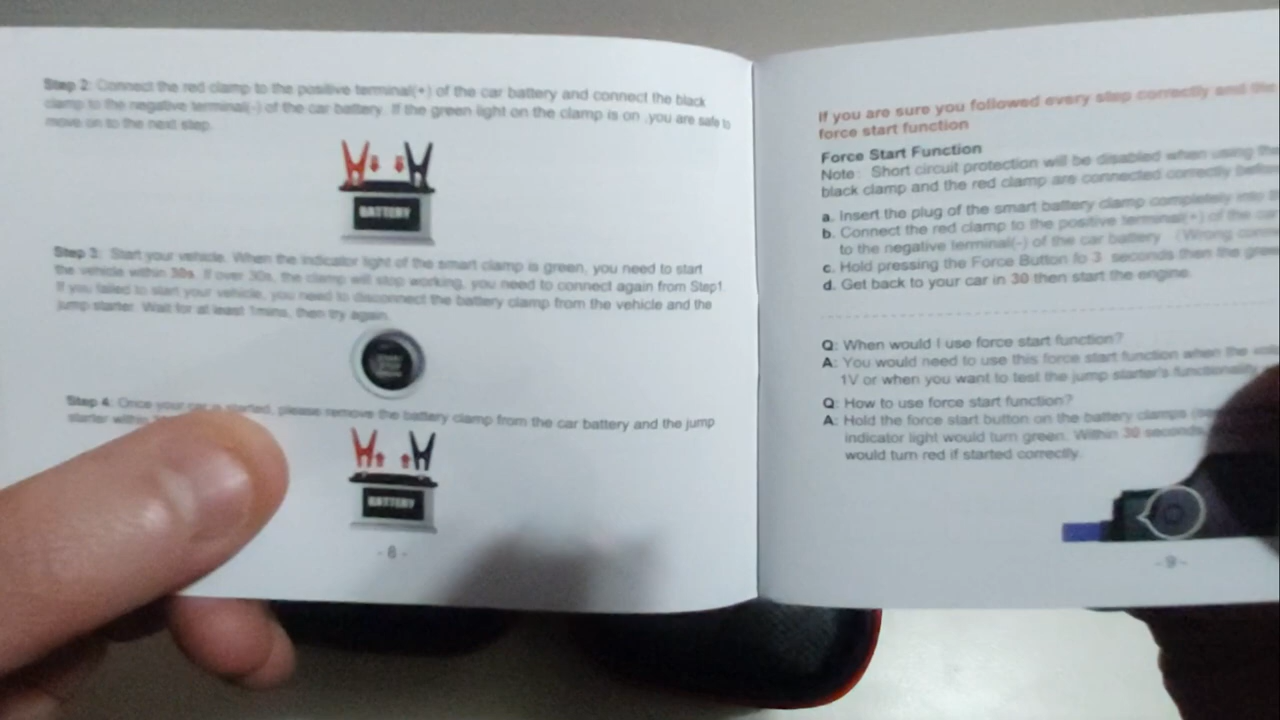 Step 2: Connect the red clamp to the positive terminal(+) of the car battery and connect the black
clamp to the negative terminal(-) of the car battery. If the green light on the clamp is on ,you are safe to
move on to the next step.
BATTERY
Step 3: Start your vehicle. When the indicator light of the smart clamp is green, you need to start
the vehicle within 30s. If over 30s, the clamp will stop working, you need to connect again from Step1.
If you failed to start your vehicle, you need to disconnect the battery clamp from the vehicle and the
jump starter. Wait for at least 1mins, then try again.
START
STOP
Step 4: Once your car is started, please remove the battery clamp from the car battery and the jump
starter
BATTERY
- 8 -
If you are sure you followed every step correctly and the
force start function
Force Start Function
Note: Short circuit protection will be disabled when using the
black clamp and the red clamp are connected correctly before
a. Insert the plug of the smart battery clamp completely into
b. Connect the red clamp to the positive terminal(+) of the car
to the negative terminal(-) of the car battery (Wrong
c. Hold pressing the Force Button fo 3 seconds then the green
d. Get back to your car in 30 then start the engine.
Q: When would I use force start function?
A: You would need to use this force start function when the
1V or when you want to test the jump starter's functionality
Q: How to use force start function?
A: Hold the force start button on the battery clamps
indicator light would turn green. Within 30 seconds,
would turn red if started correctly.
- 9 -